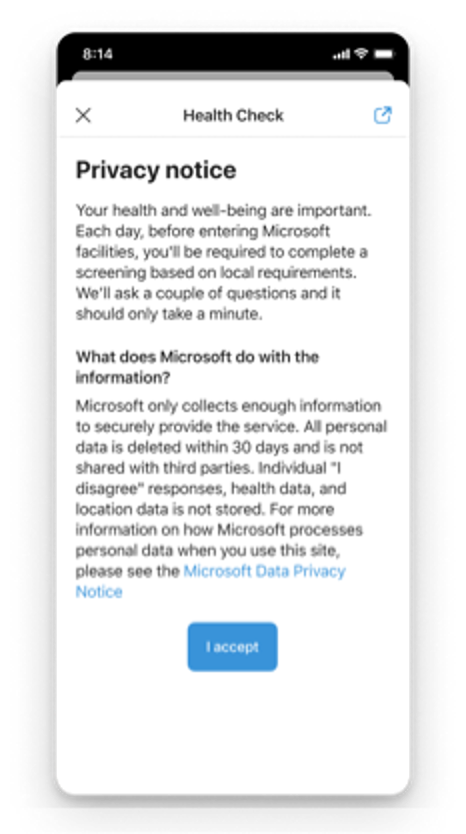 8:14
Health Check
Privacy notice
Your health and well-being are important.
Each day, before entering Microsoft
facilities, you'll be required to complete a
screening based on local requirements.
We'll ask a couple of questions and it
should only take a minute.
What does Microsoft do with the
information?
Microsoft only collects enough information
to securely provide the service. All personal
data is deleted within 30 days and is not
shared with third parties. Individual "I
disagree" responses, health data, and
location data is not stored. For more
information on how Microsoft processes
personal data when you use this site,
please see the Microsoft Data Privacy
Notice
I accept